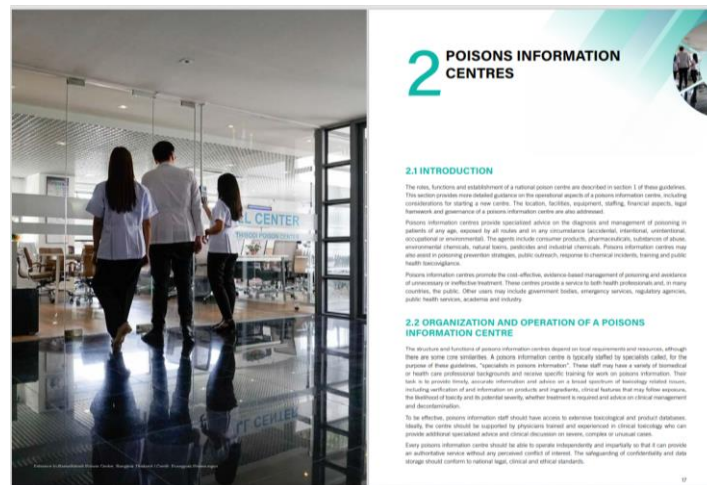 EL CENTER
THIBODI POISON CENTER
Entrance to Ramathibodi Poison Center, Bangkok, Thailand
2 POISONS INFORMATION
CENTRES
2.1 INTRODUCTION
The roles, functions and establishment of a national poison centre are described in section 1 of these guidelines.
This section provides more detailed guidance on the operational aspects of a poisons information centre, including
considerations for starting a new centre. The location, facilities, equipment, staffing, financial aspects, legal
framework and governance of a poisons information centre are also addressed.
Poisons information centres provide specialized advice on the diagnosis and management of poisoning in
patients of any age, exposed by all routes and in any circumstance (accidental, intentional, unintentional,
occupational or environmental). The agents include consumer products, pharmaceuticals, substances of abuse,
environmental chemicals, natural toxins, pesticides and industrial chemicals. Poisons information centres may
also assist in poisoning prevention strategies, public outreach, response to chemical incidents, training and public
health toxicovigilance.
Poisons information centres promote the cost-effective, evidence-based management of poisoning and avoidance
of unnecessary or ineffective treatment. These centres provide a service to both health professionals and, in many
countries, the public. Other users may include government bodies, emergency services, regulatory agencies,
public health services, academia and industry.
2.2 ORGANIZATION AND OPERATION OF A POISONS
INFORMATION CENTRE
The structure and functions of poisons information centres depend on local requirements and resources, although
there are some core similarities. A poisons information centre is typically staffed by specialists called, for the
purpose of these guidelines, "specialists in poisons information". These staff may have a variety of biomedical
or health care professional backgrounds and receive specific training for work on poisons information. Their
task is to provide timely, accurate information and advice on a broad spectrum of toxicology related issues,
including verification of and information on products and ingredients, clinical features that may follow exposure,
the likelihood of toxicity and its potential severity, whether treatment is required and advice on clinical management
and decontamination.
To be effective, poisons information staff should have access to extensive toxicological and product databases.
Ideally, the centre should be supported by physicians trained and experienced in clinical toxicology who can
provide additional specialized advice and clinical discussion on severe, complex or unusual cases.
Every poisons information centre should be able to operate independently and impartially so that it can provide
an authoritative service without any perceived conflict of interest. The safeguarding of confidentiality and data
storage should conform to national legal, clinical and ethical standards.